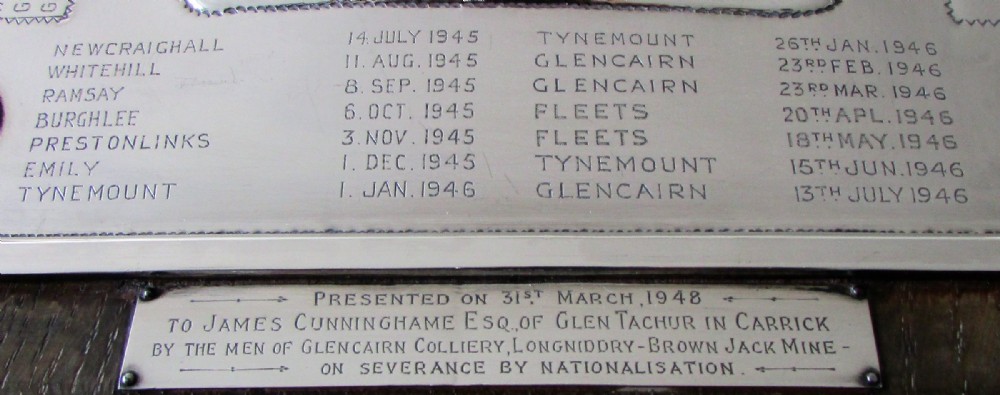 NEWCRAIGHALL 14 JULY 1945 TYNEMOUNT 26TH JAN. 1946
WHITEHILL 11. AUG. 1945 GLENCAIRN 23RD FEB. 1946
RAMSAY 8. SEP. 1945 GLENCAIRN 23RD MAR. 1946
BURGHLEE 6. OCT. 1945 FLEETS 20TH APL. 1946
PRESTONLINKS 3. NOV. 1945 FLEETS 18TH MAY. 1946
EMILY 1. DEC. 1945 TYNEMOUNT 15TH JUN. 1946
TYNEMOUNT 1. JAN. 1946 GLENCAIRN 13TH JULY 1946
PRESENTED ON 31ST MARCH, 1948
TO JAMES CUNNINGHAME ESQ., OF GLEN TACHUR IN CARRICK
BY THE MEN OF GLENCAIRN COLLIERY, LONGNIDDRY - BROWN JACK MINE -
ON SEVERANCE BY NATIONALISATION.